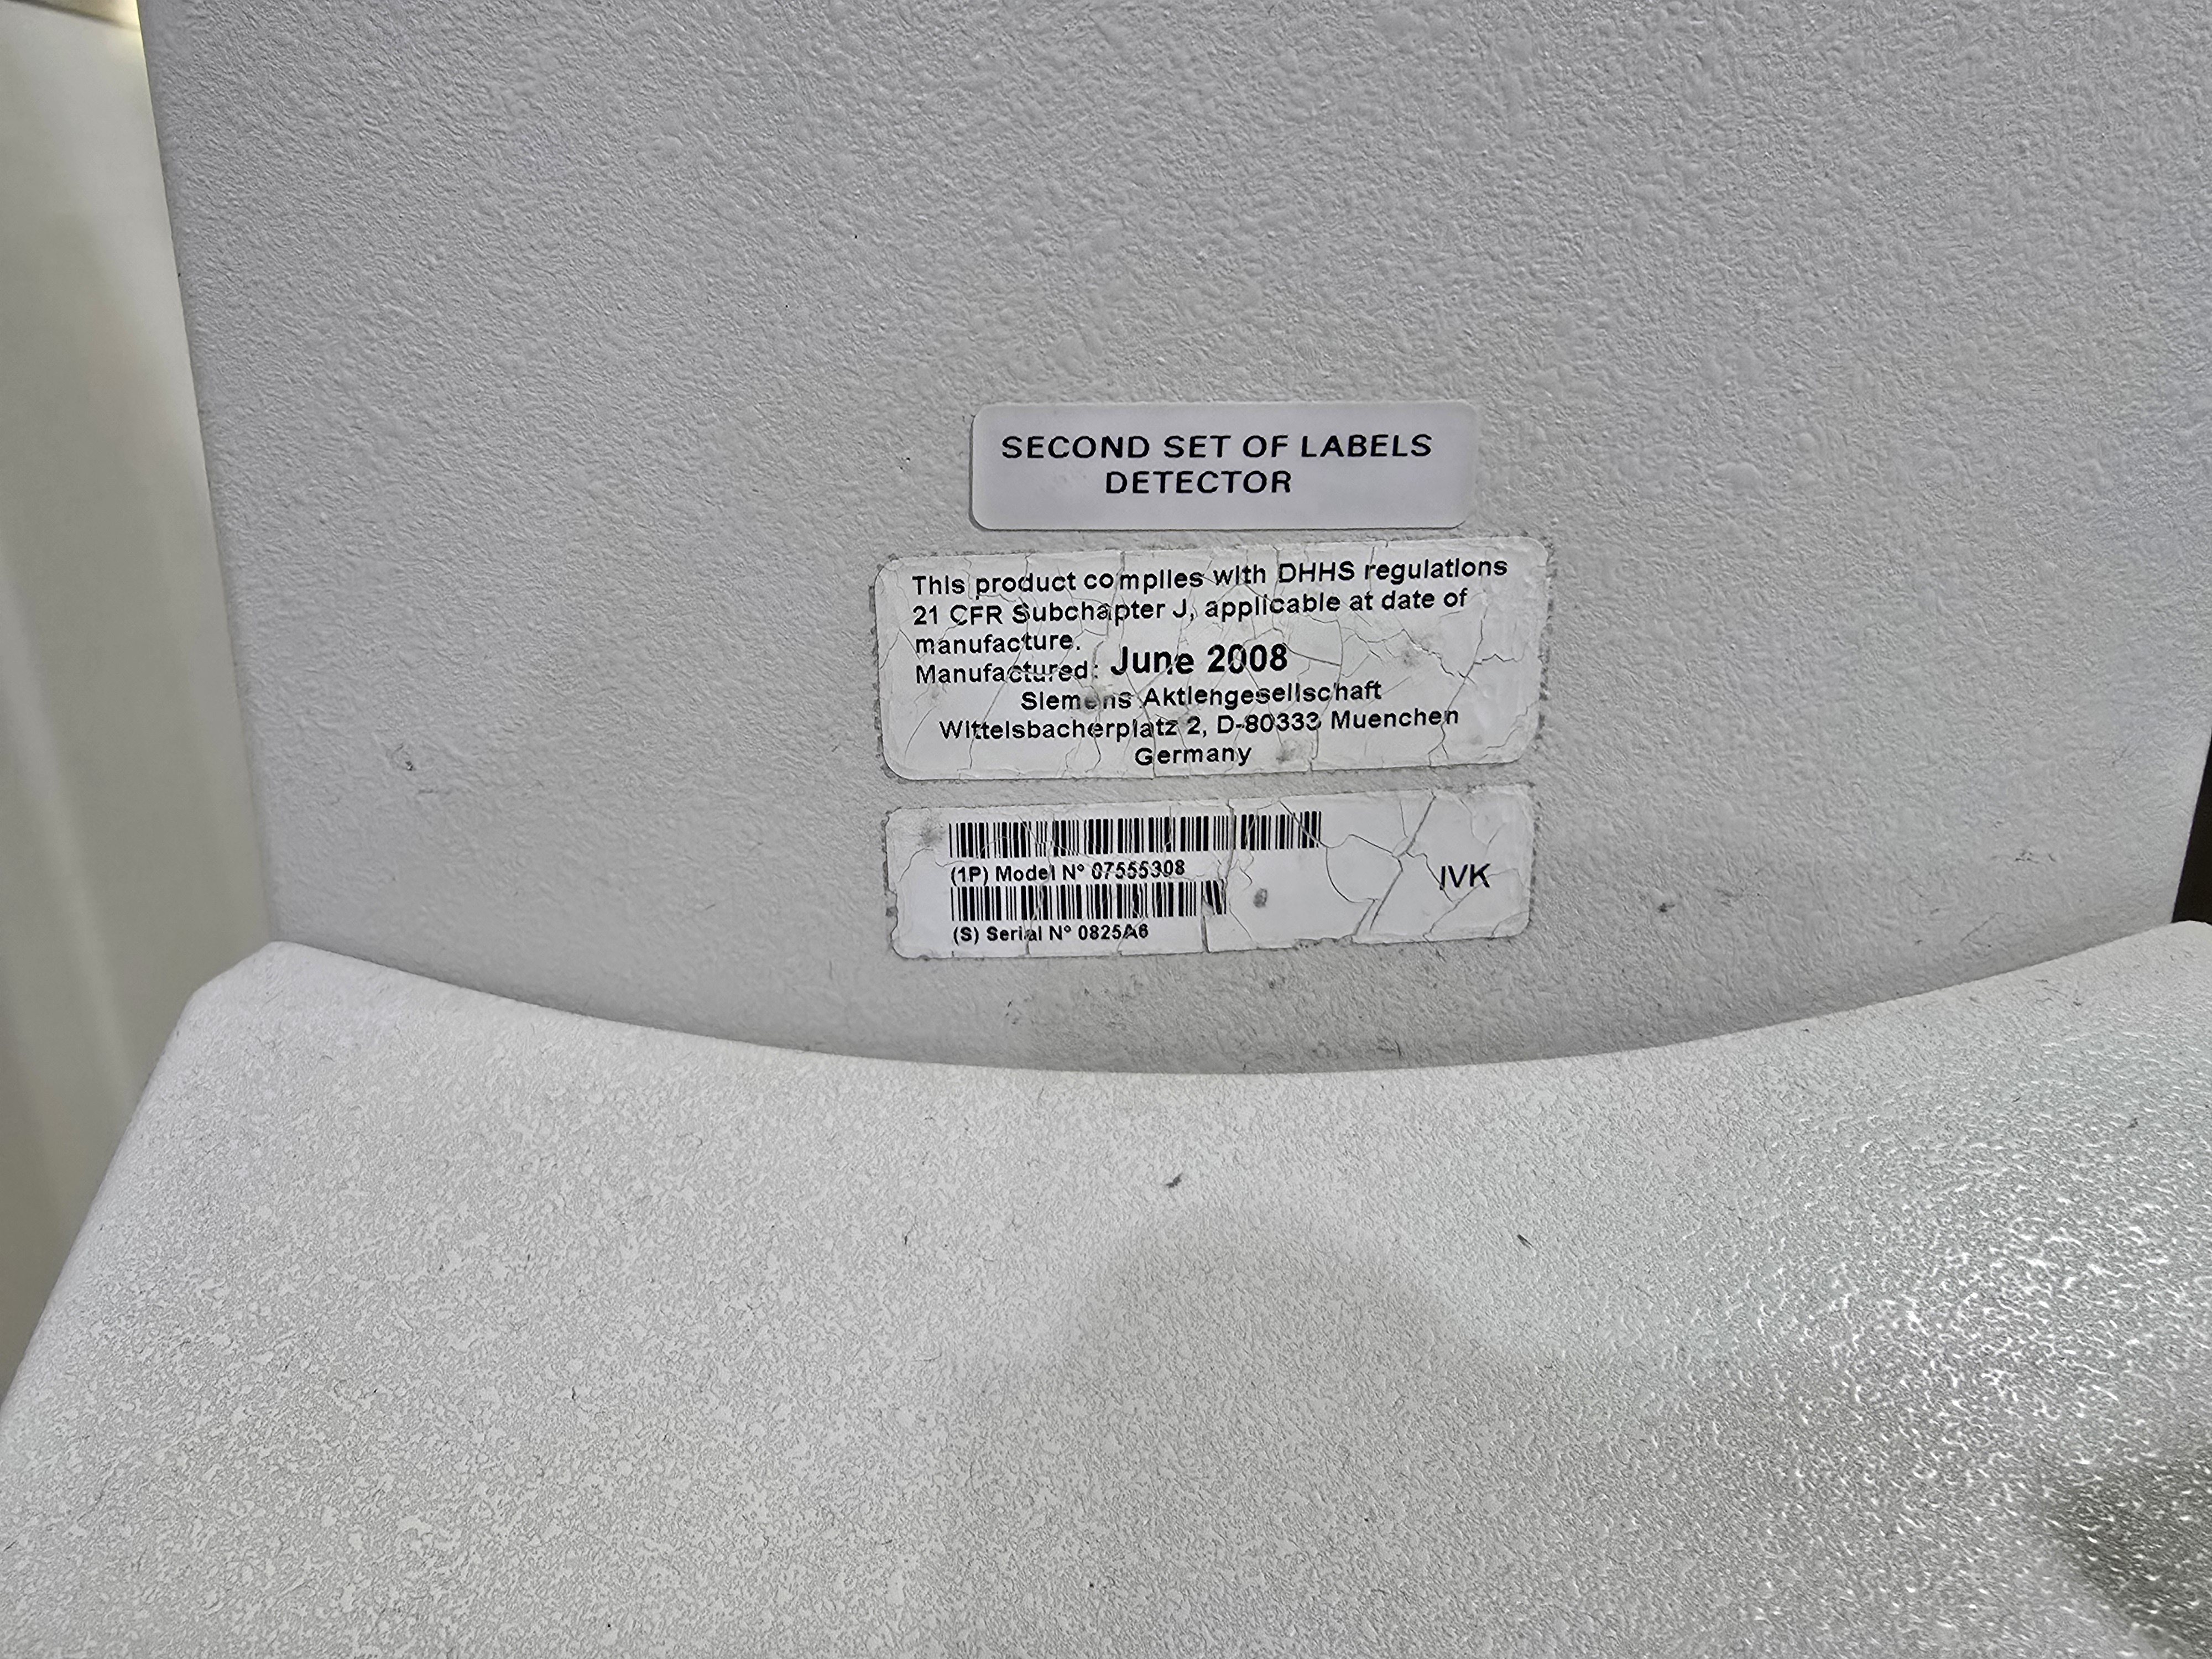 SECOND SET OF LABELS
DETECTOR
This product complies with DHHS regulations
21 CFR Subchapter J, applicable at date of
manufacture.
Manufactured: June 2008
Siemens Aktiengesellschaft
Wittelsbacherplatz 2, D-80333 Muenchen
Germany
(1P) Model N° 07555308
IVK
(S) Serial N° 0825A6